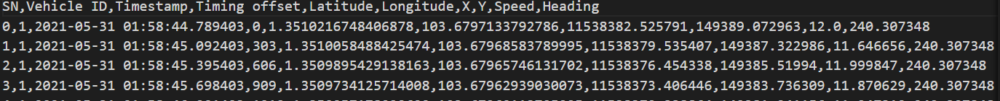 SN,Vehicle ID,Timestamp,Timing offset,Latitude,Longitude,X,Y,Speed,Heading
0,1,2021-05-31 01:58:44.789403,0,1.3510216748406878,103.6797133792786,11538382.525791,149389.072963,12.0,240.307348
1,1,2021-05-31 01:58:45.092403,303,1.3510058488425474,103.67968583789995,11538379.535407,149387.322986,11.646656,240.307348
2,1,2021-05-31 01:58:45.395403,606,1.3509895429138163,103.67965746131702,11538376.454338,149385.51994,11.999847,240.307348
3,1,2021-05-31 01:58:45.698403,909,1.3509734125714008,103.67962939030073,11538373.406446,149383.736309,11.870629,240.307348